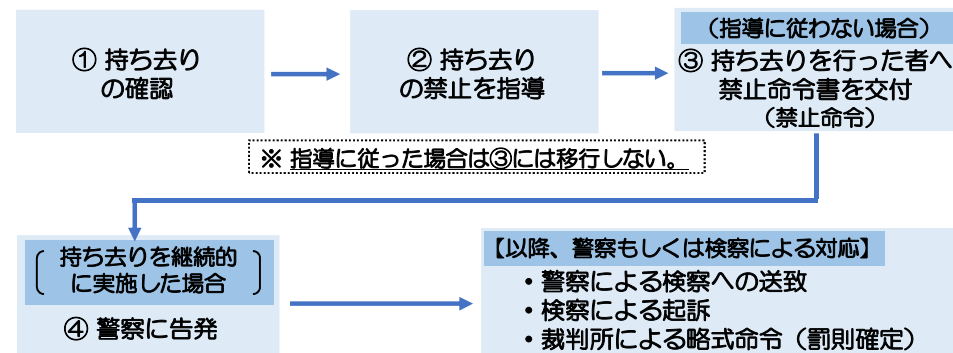 ① 持ち去り
の確認
② 持ち去り
の禁止を指導
（指導に従わない場合）
③ 持ち去りを行った者へ
禁止命令書を交付
（禁止命令）
※ 指導に従った場合は③には移行しない。
持ち去りを継続的
に実施した場合
④ 警察に告発
【以降、警察もしくは検察による対応】
・警察による検察への送致
・検察による起訴
・裁判所による略式命令（罰則確定）